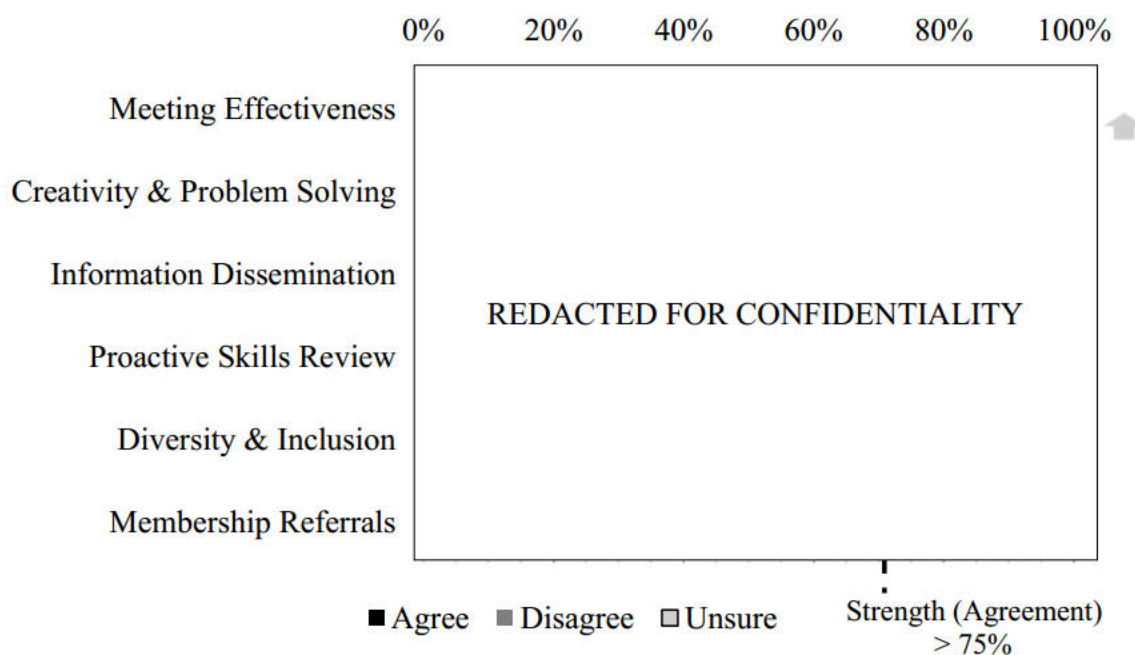 0% 20% 40% 60% 80% 100%
Meeting Effectiveness
Creativity & Problem Solving
Information Dissemination
REDACTED FOR CONFIDENTIALITY
Proactive Skills Review
Diversity & Inclusion
Membership Referrals
Agree Disagree Unsure
Strength (Agreement)
> 75%